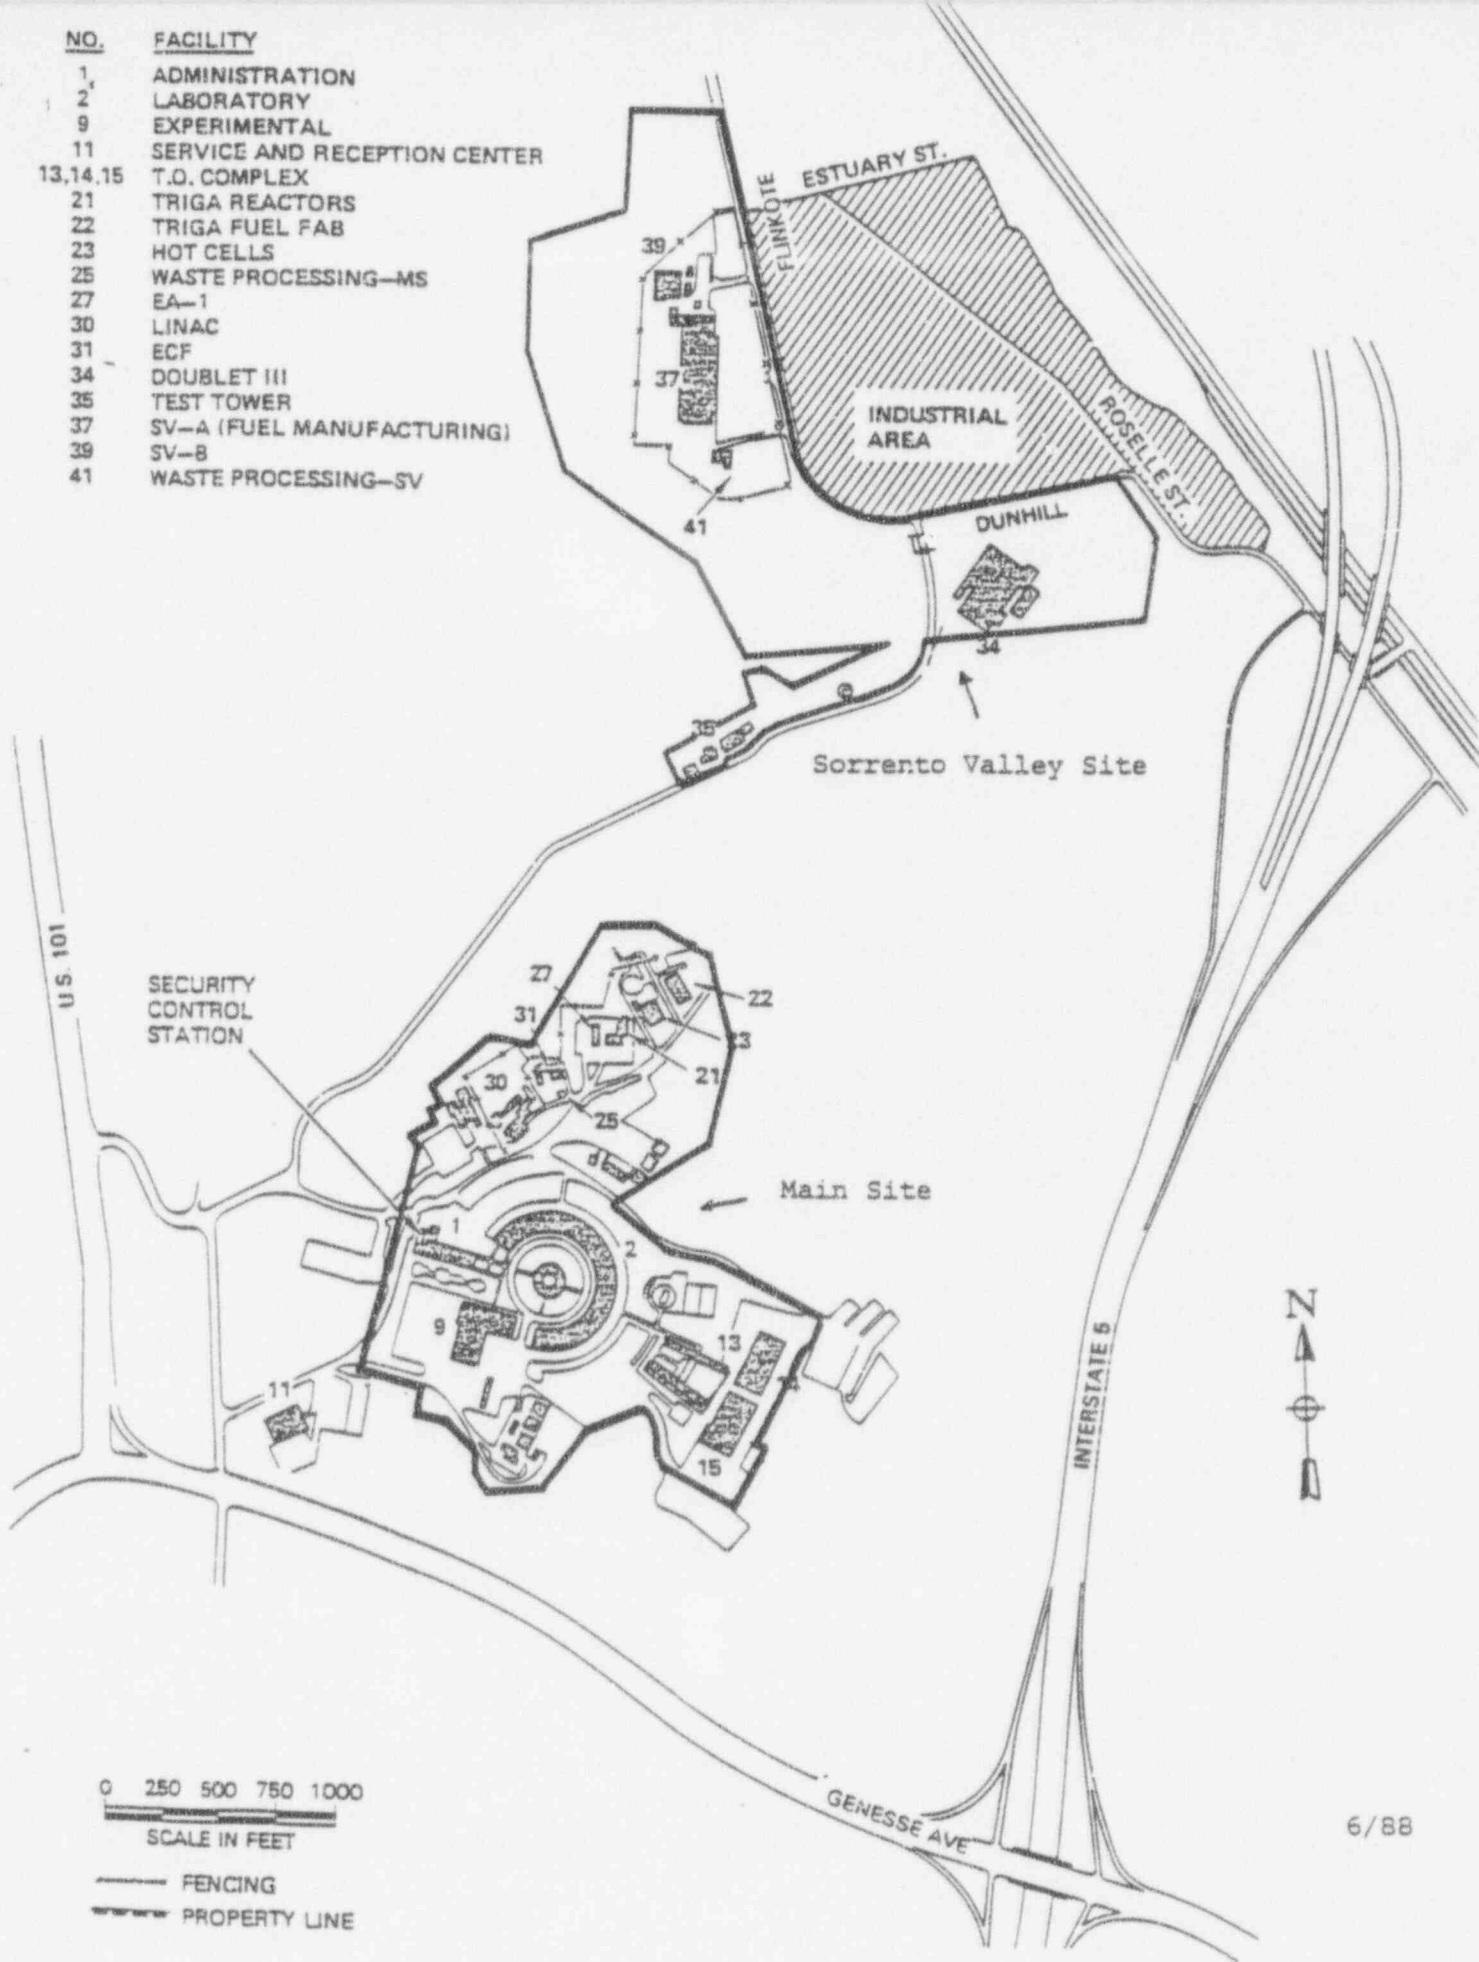 NO. FACILITY
1 ADMINISTRATION
2 LABORATORY
9 EXPERIMENTAL
11 SERVICE AND RECEPTION CENTER
13,14,15 T.O. COMPLEX
21 TRIGA REACTORS
22 TRIGA FUEL FAB
23 HOT CELLS
25 WASTE PROCESSING—MS
27 EA—1
30 LINAC
31 ECF
34 DOUBLET III
35 TEST TOWER
37 SV—A (FUEL MANUFACTURING)
39 SV—B
41 WASTE PROCESSING—SV
ESTUARY ST.
FLINKOTE
39
37
INDUSTRIAL
AREA
ROSELLE ST.
41
DUNHILL
34
35
Sorrento Valley Site
U.S. 101
SECURITY
CONTROL
STATION
27
22
31
23
30
21
25
Main Site
1
2
9
13
14
11
15
N
INTERSTATE 5
0 250 500 750 1000
SCALE IN FEET
FENCING
PROPERTY LINE
GENESSE AVE
6/88